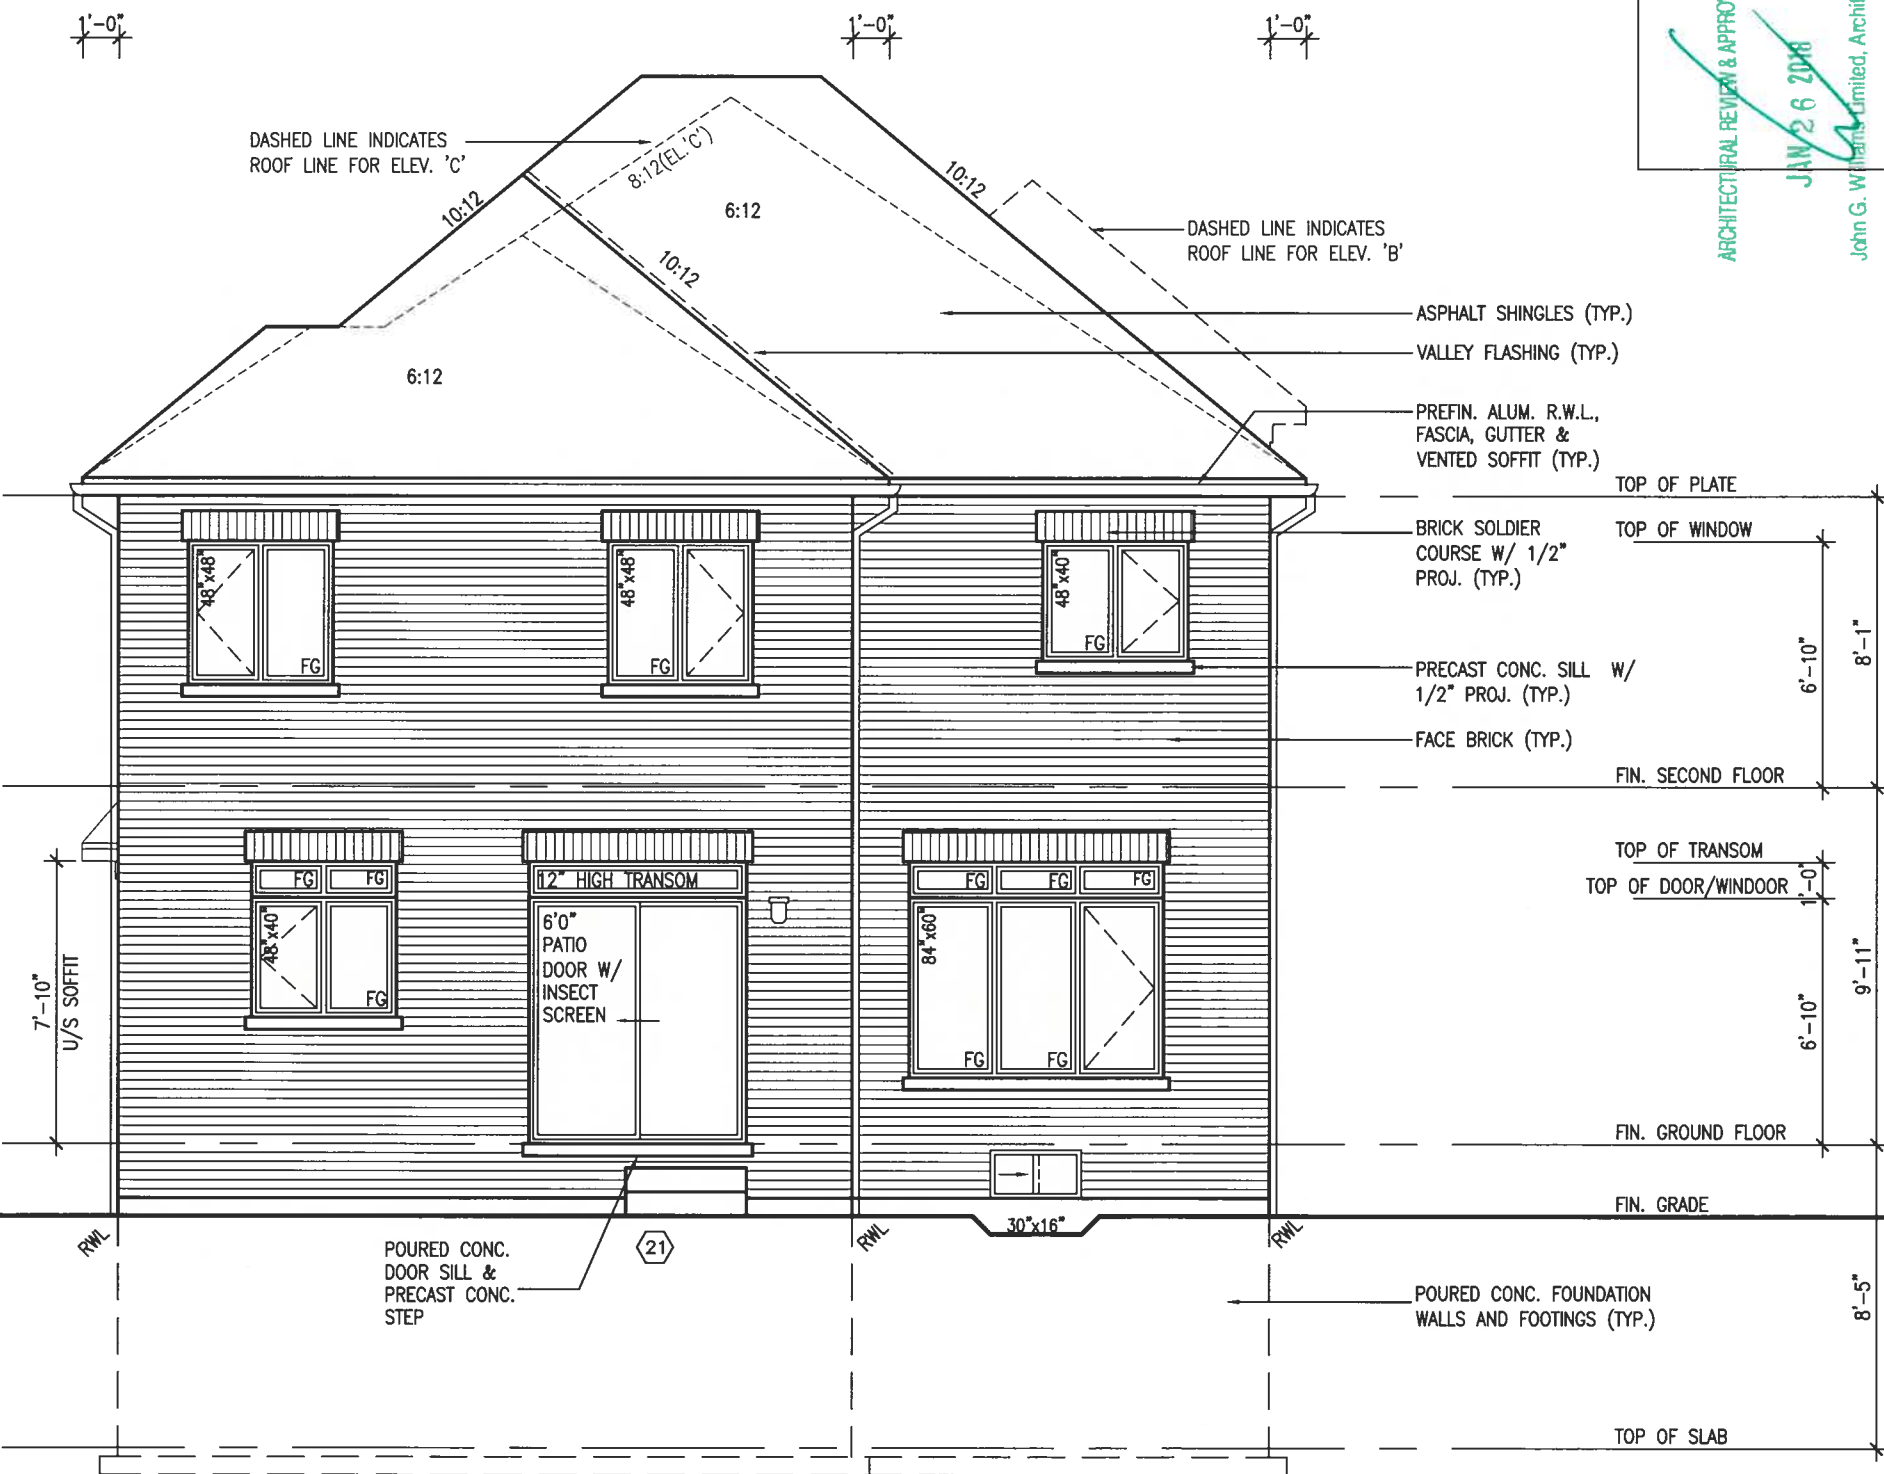 1'-0"
1'-0"
1'-0"
ARCHITECTURAL REVIEW & APPRO
JAN 26 2018
John G. Williams Limited, Archit
DASHED LINE INDICATES
ROOF LINE FOR ELEV. 'C'
8:12(EL.'C')
10:12
10:12
6:12
10:12
6:12
DASHED LINE INDICATES
ROOF LINE FOR ELEV. 'B'
ASPHALT SHINGLES (TYP.)
VALLEY FLASHING (TYP.)
PREFIN. ALUM. R.W.L.,
FASCIA, GUTTER &
VENTED SOFFIT (TYP.)
TOP OF PLATE
BRICK SOLDIER
COURSE W/ 1/2"
PROJ. (TYP.)
TOP OF WINDOW
48"x48"
FG
48"x48"
FG
48"x40"
FG
PRECAST CONC. SILL W/
1/2" PROJ. (TYP.)
6'-10"
8'-1"
FACE BRICK (TYP.)
FIN. SECOND FLOOR
TOP OF TRANSOM
TOP OF DOOR/WINDOOR
1'-0"
FG
FG
48"x40"
FG
12" HIGH TRANSOM
6'0"
PATIO
DOOR W/
INSECT
SCREEN
FG
FG
FG
84"x60"
FG
FG
7'-10"
U/S SOFFIT
6'-10"
9'-11"
FIN. GROUND FLOOR
FIN. GRADE
RWL
RWL
30"x16"
RWL
21
POURED CONC.
DOOR SILL &
PRECAST CONC.
STEP
POURED CONC. FOUNDATION
WALLS AND FOOTINGS (TYP.)
8'-5"
TOP OF SLAB